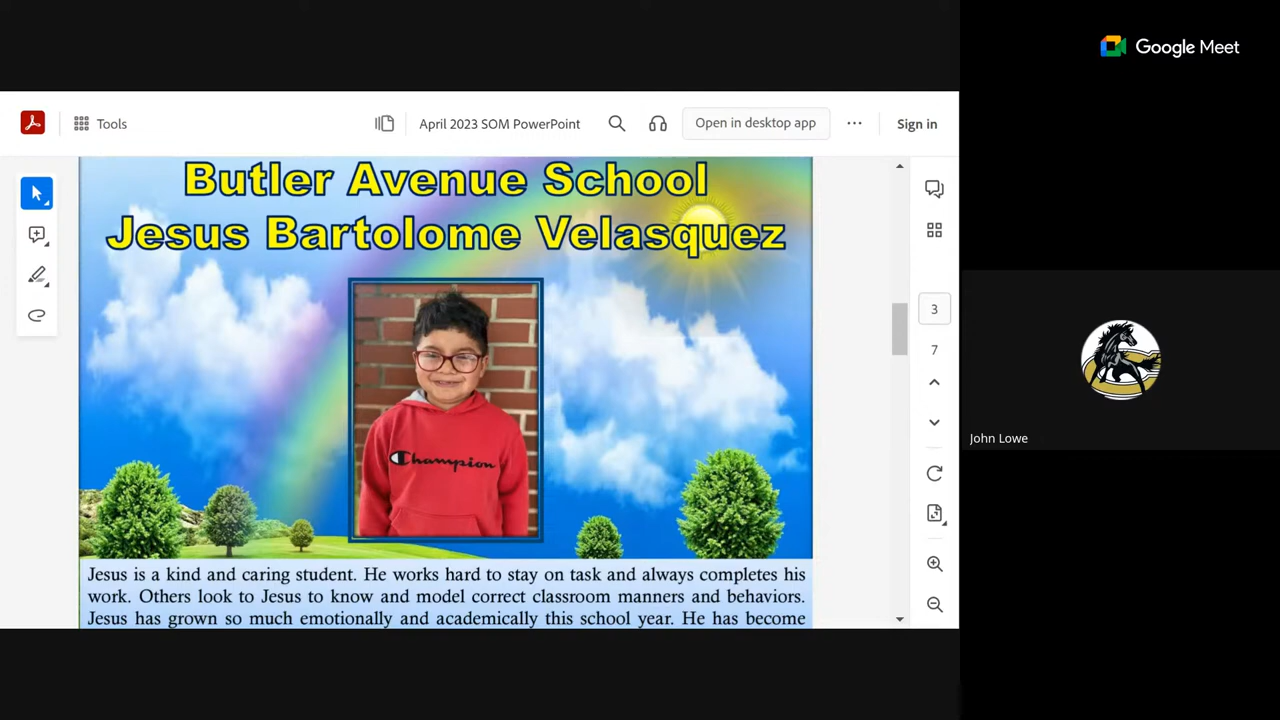 Google Meet
Tools
April 2023 SOM PowerPoint
Open in desktop app
Sign in
Butler Avenue School
Jesus Bartolome Velasquez
3
7
Champion
John Lowe
Jesus is a kind and caring student. He works hard to stay on task and always completes his
work. Others look to Jesus to know and model correct classroom manners and behaviors.
Jesus has grown so much emotionally and academically this school year. He has become